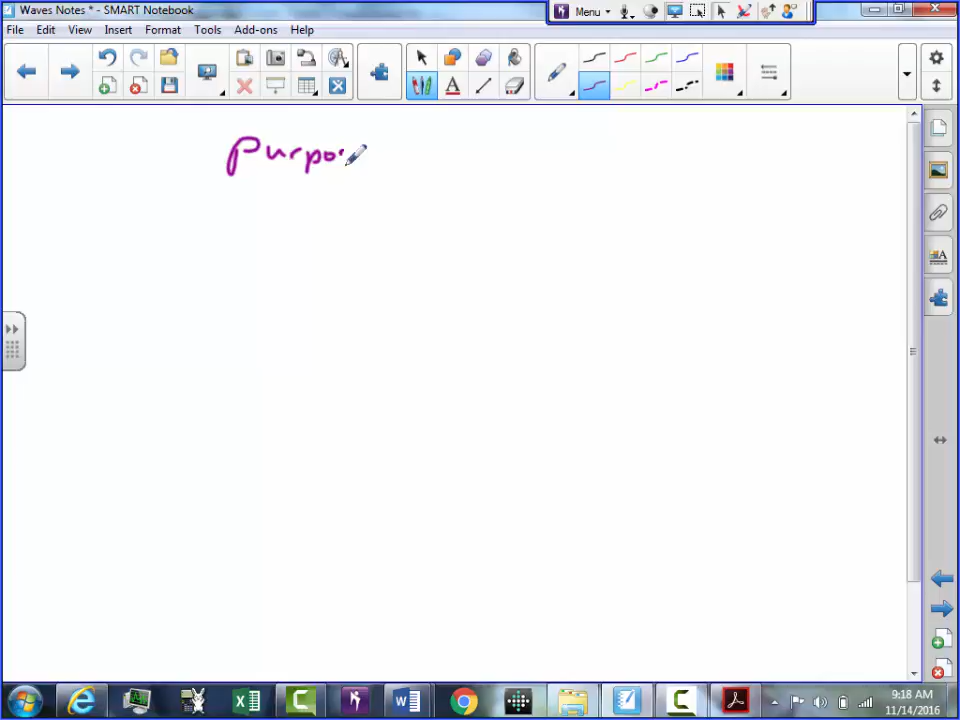 Waves Notes * - SMART Notebook
Menu
File Edit View Insert Format Tools Add-ons Help
Purpo
9:18 AM
11/14/2016